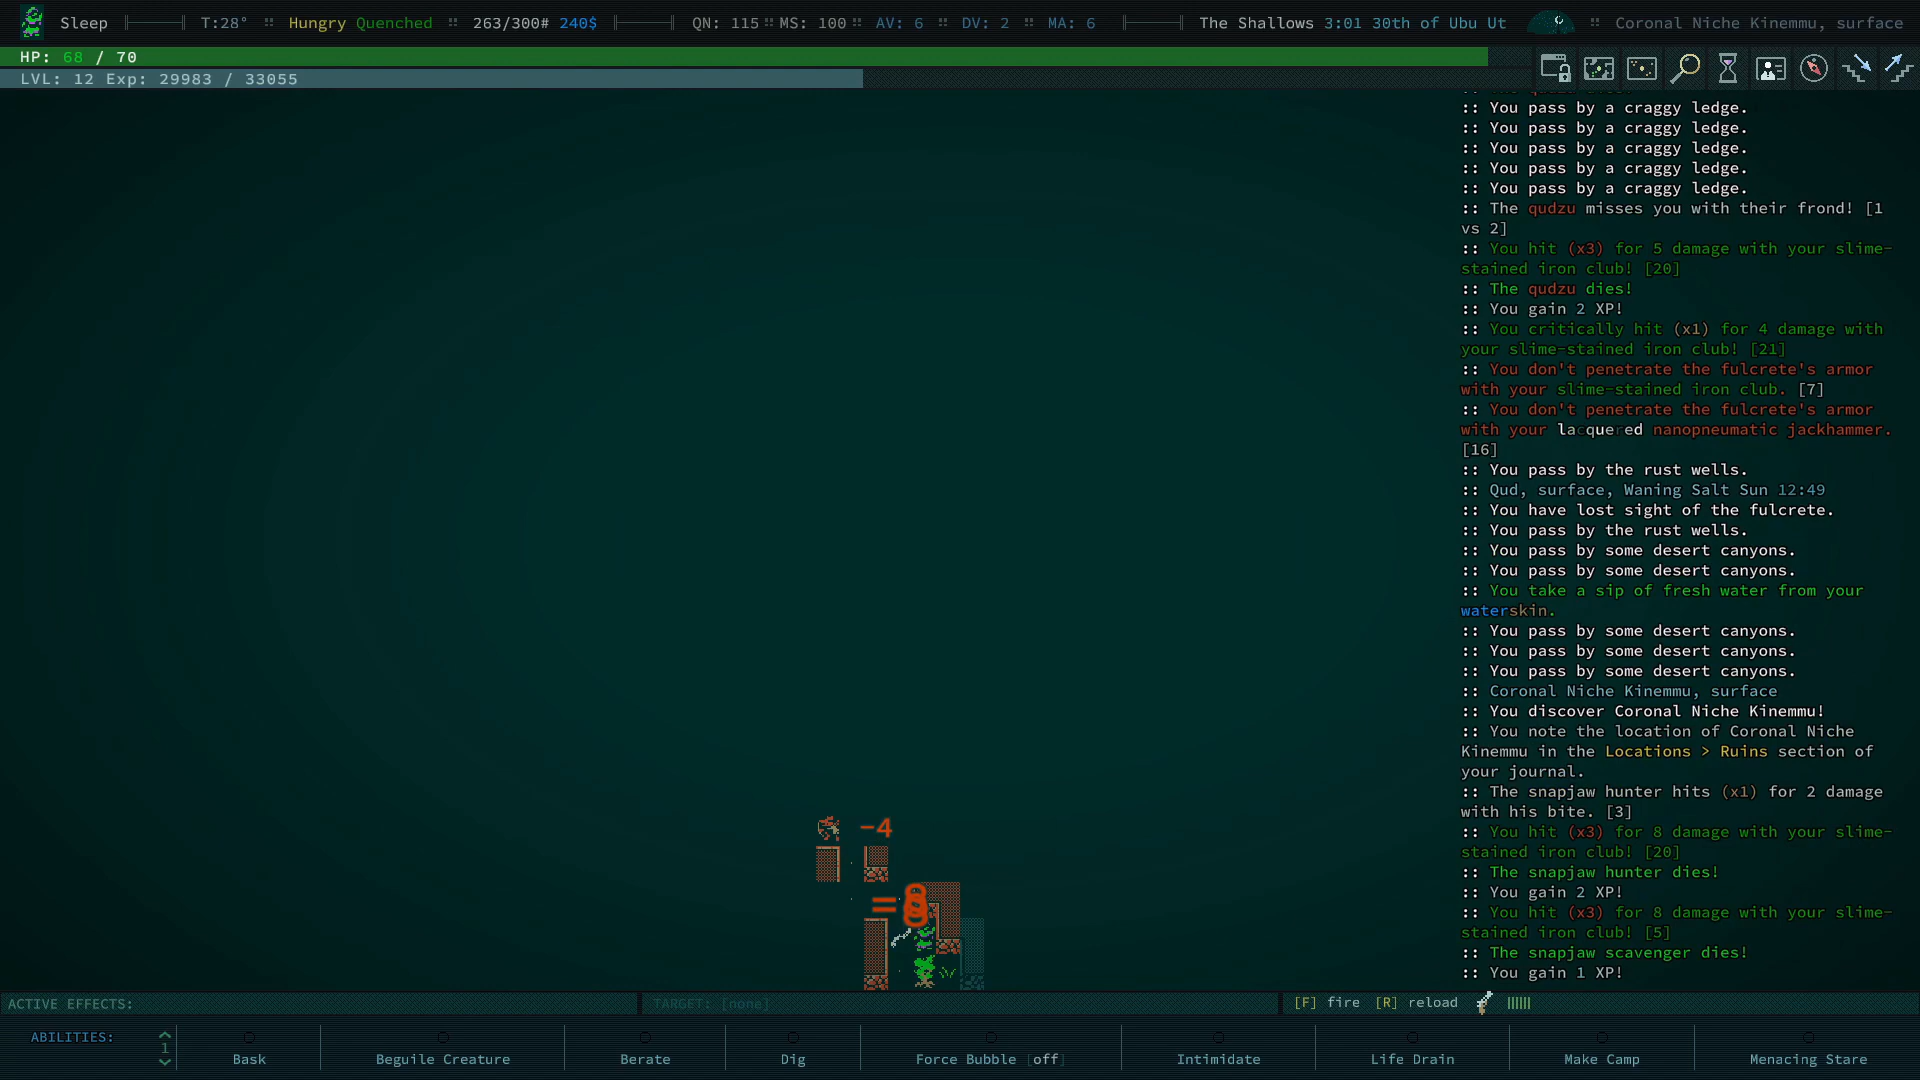 Sleep T:28° Hungry Quenched 263/300# 240$ QN: 115 MS: 100 AV: 6 DV: 2 MA: 6 The Shallows 3:01 30th of Ubu Ut Coronal Niche Kinemmu, surface
HP: 68 / 70
LVL: 12 Exp: 29983 / 33055
:: You pass by a craggy ledge.
:: You pass by a craggy ledge.
:: You pass by a craggy ledge.
:: You pass by a craggy ledge.
:: You pass by a craggy ledge.
:: The qudzu misses you with their frond! [1
vs 2]
:: You hit (x3) for 5 damage with your slime-
stained iron club! [20]
:: The qudzu dies!
:: You gain 2 XP!
:: You critically hit (x1) for 4 damage with
your slime-stained iron club! [21]
:: You don't penetrate the fulcrete's armor
with your slime-stained iron club. [7]
:: You don't penetrate the fulcrete's armor
with your lacquered nanopneumatic jackhammer.
[16]
:: You pass by the rust wells.
:: Qud, surface, Waning Salt Sun 12:49
:: You have lost sight of the fulcrete.
:: You pass by the rust wells.
:: You pass by some desert canyons.
:: You pass by some desert canyons.
:: You take a sip of fresh water from your
waterskin.
:: You pass by some desert canyons.
:: You pass by some desert canyons.
:: You pass by some desert canyons.
:: Coronal Niche Kinemmu, surface
:: You discover Coronal Niche Kinemmu!
:: You note the location of Coronal Niche
Kinemmu in the Locations > Ruins section of
your journal.
:: The snapjaw hunter hits (x1) for 2 damage
with his bite. [3]
:: You hit (x3) for 8 damage with your slime-
stained iron club! [20]
:: The snapjaw hunter dies!
:: You gain 2 XP!
:: You hit (x3) for 8 damage with your slime-
stained iron club! [5]
:: The snapjaw scavenger dies!
:: You gain 1 XP!
-4
ACTIVE EFFECTS: TARGET: [none] [F] fire [R] reload
ABILITIES: 1 Bask Beguile Creature Berate Dig Force Bubble [off] Intimidate Life Drain Make Camp Menacing Stare